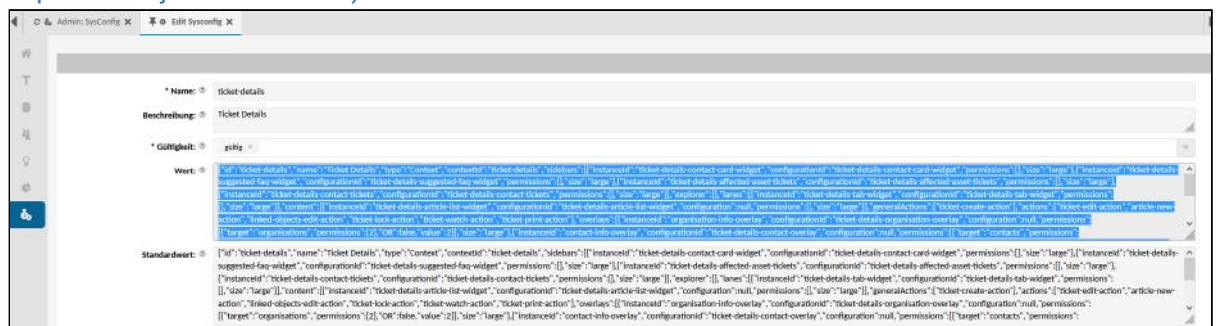 Admin: SysConfig
Edit Sysconfig
* Name:
ticket-details
Beschreibung:
Ticket Details
* Gültigkeit:
gültig
Wert:
{"id":"ticket-details","name":"Ticket Details","type":"Context","contextId":"ticket-details","sidebars":[{"instanceId":"ticket-details-contact-card-widget","configurationId":"ticket-details-contact-card-widget","permissions":[],"size":"large"},{"instanceId":"ticket-details-
suggested-faq-widget","configurationId":"ticket-details-suggested-faq-widget","permissions":[],"size":"large"},{"instanceId":"ticket-details-affected-asset-tickets","configurationId":"ticket-details-affected-asset-tickets","permissions":[],"size":"large"},
{"instanceId":"ticket-details-contact-tickets","configurationId":"ticket-details-contact-tickets","permissions":[],"size":"large"}],"explorer":[],"lanes":[{"instanceId":"ticket-details-tab-widget","configurationId":"ticket-details-tab-widget","permissions":
[],"size":"large"}],"content":[{"instanceId":"ticket-details-article-list-widget","configurationId":"ticket-details-article-list-widget","configuration":null,"permissions":[],"size":"large"}],"generalActions":["ticket-create-action"],"actions":["ticket-edit-action","article-new-
action","linked-objects-edit-action","ticket-lock-action","ticket-watch-action","ticket-print-action"],"overlays":[{"instanceId":"organisation-info-overlay","configurationId":"ticket-details-organisation-overlay","configuration":null,"permissions":
[{"target":"organisations","permissions":[2],"OR":false,"value":2}],"size":"large"},{"instanceId":"contact-info-overlay","configurationId":"ticket-details-contact-overlay","configuration":null,"permissions":[{"target":"contacts","permissions":
Standardwert:
{"id":"ticket-details","name":"Ticket Details","type":"Context","contextId":"ticket-details","sidebars":[{"instanceId":"ticket-details-contact-card-widget","configurationId":"ticket-details-contact-card-widget","permissions":[],"size":"large"},{"instanceId":"ticket-details-
suggested-faq-widget","configurationId":"ticket-details-suggested-faq-widget","permissions":[],"size":"large"},{"instanceId":"ticket-details-affected-asset-tickets","configurationId":"ticket-details-affected-asset-tickets","permissions":[],"size":"large"},
{"instanceId":"ticket-details-contact-tickets","configurationId":"ticket-details-contact-tickets","permissions":[],"size":"large"}],"explorer":[],"lanes":[{"instanceId":"ticket-details-tab-widget","configurationId":"ticket-details-tab-widget","permissions":
[],"size":"large"}],"content":[{"instanceId":"ticket-details-article-list-widget","configurationId":"ticket-details-article-list-widget","configuration":null,"permissions":[],"size":"large"}],"generalActions":["ticket-create-action"],"actions":["ticket-edit-action","article-new-
action","linked-objects-edit-action","ticket-lock-action","ticket-watch-action","ticket-print-action"],"overlays":[{"instanceId":"organisation-info-overlay","configurationId":"ticket-details-organisation-overlay","configuration":null,"permissions":
[{"target":"organisations","permissions":[2],"OR":false,"value":2}],"size":"large"},{"instanceId":"contact-info-overlay","configurationId":"ticket-details-contact-overlay","configuration":null,"permissions":[{"target":"contacts","permissions":